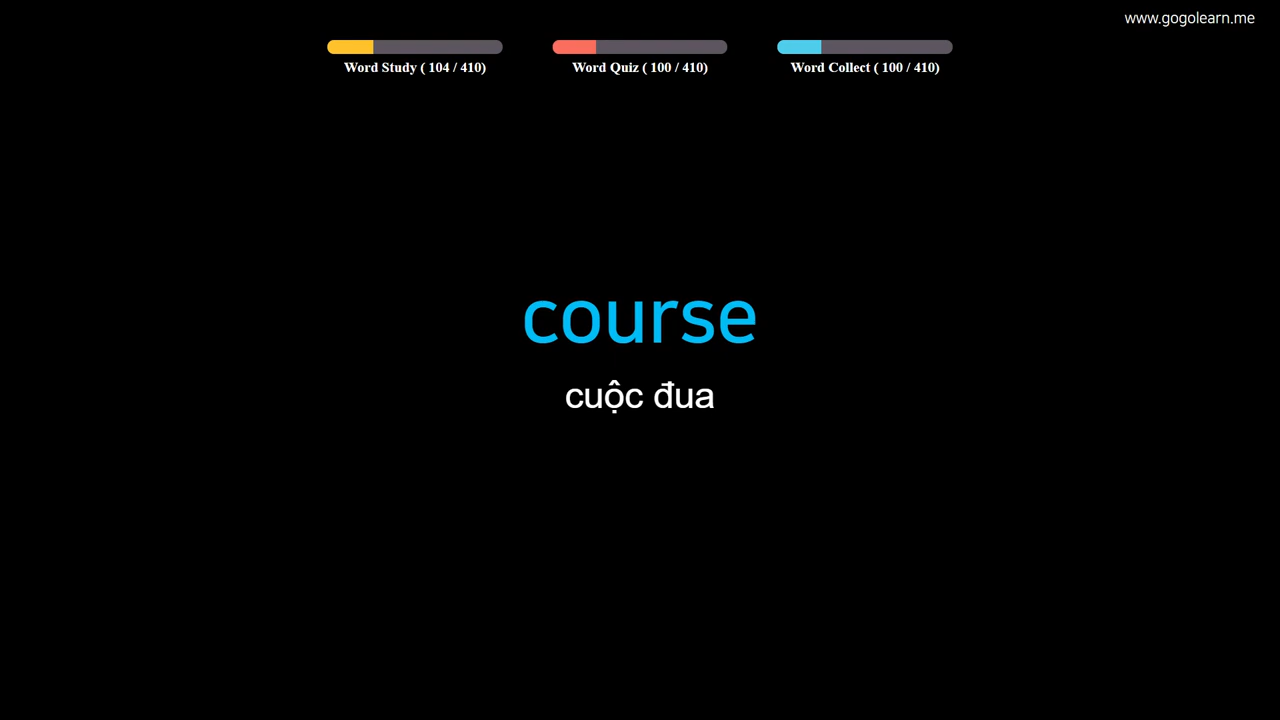 www.gogolearn.me
Word Study ( 104 / 410)
Word Quiz ( 100 / 410)
Word Collect ( 100 / 410)
course
cuộc đua